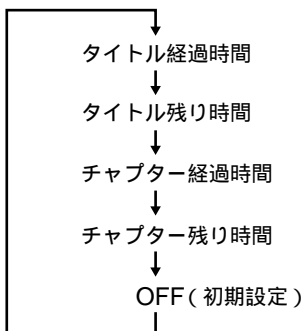 タイトル経過時間
タイトル残り時間
チャプター経過時間
チャプター残り時間
OFF(初期設定)